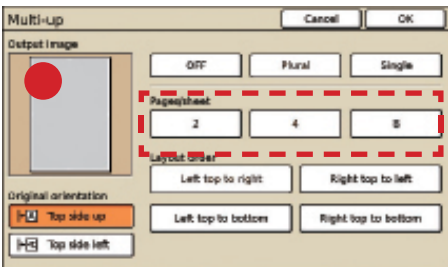 Multi-up
Cancel
OK
Output Image
OFF
Plural
Single
Pages/sheet
2
4
8
Layout order
Left top to right
Right top to left
Original orientation
Top side up
Left top to bottom
Right top to bottom
Top side left